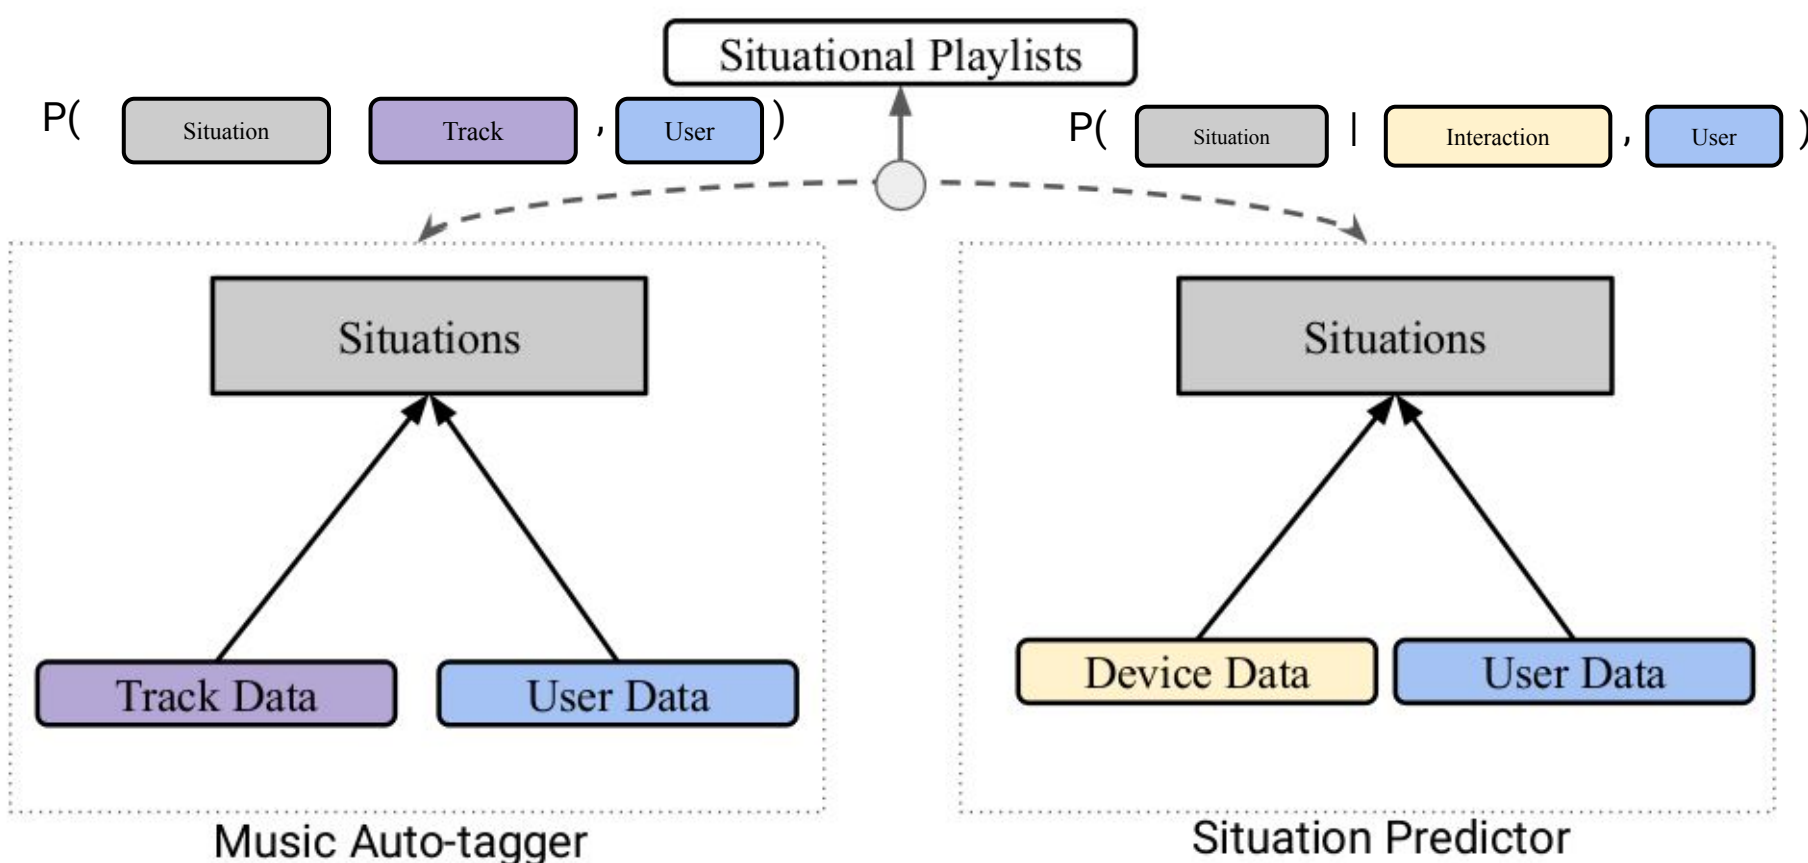 Situational Playlists
P( Situation Track , User )
P( Situation | Interaction , User )
Situations
Track Data User Data
Music Auto-tagger
Situations
Device Data User Data
Situation Predictor